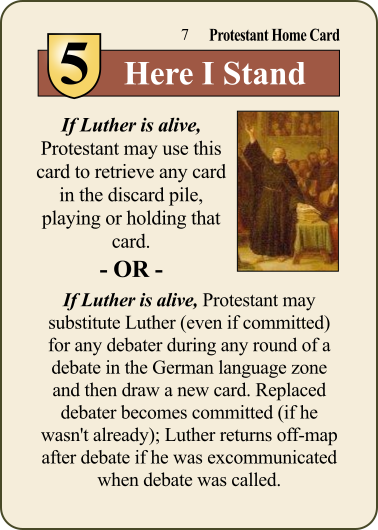 7 Protestant Home Card
5 Here I Stand
If Luther is alive,
Protestant may use this
card to retrieve any card
in the discard pile,
playing or holding that
card.
- OR -
If Luther is alive, Protestant may
substitute Luther (even if committed)
for any debater during any round of a
debate in the German language zone
and then draw a new card. Replaced
debater becomes committed (if he
wasn't already); Luther returns off-map
after debate if he was excommunicated
when debate was called.